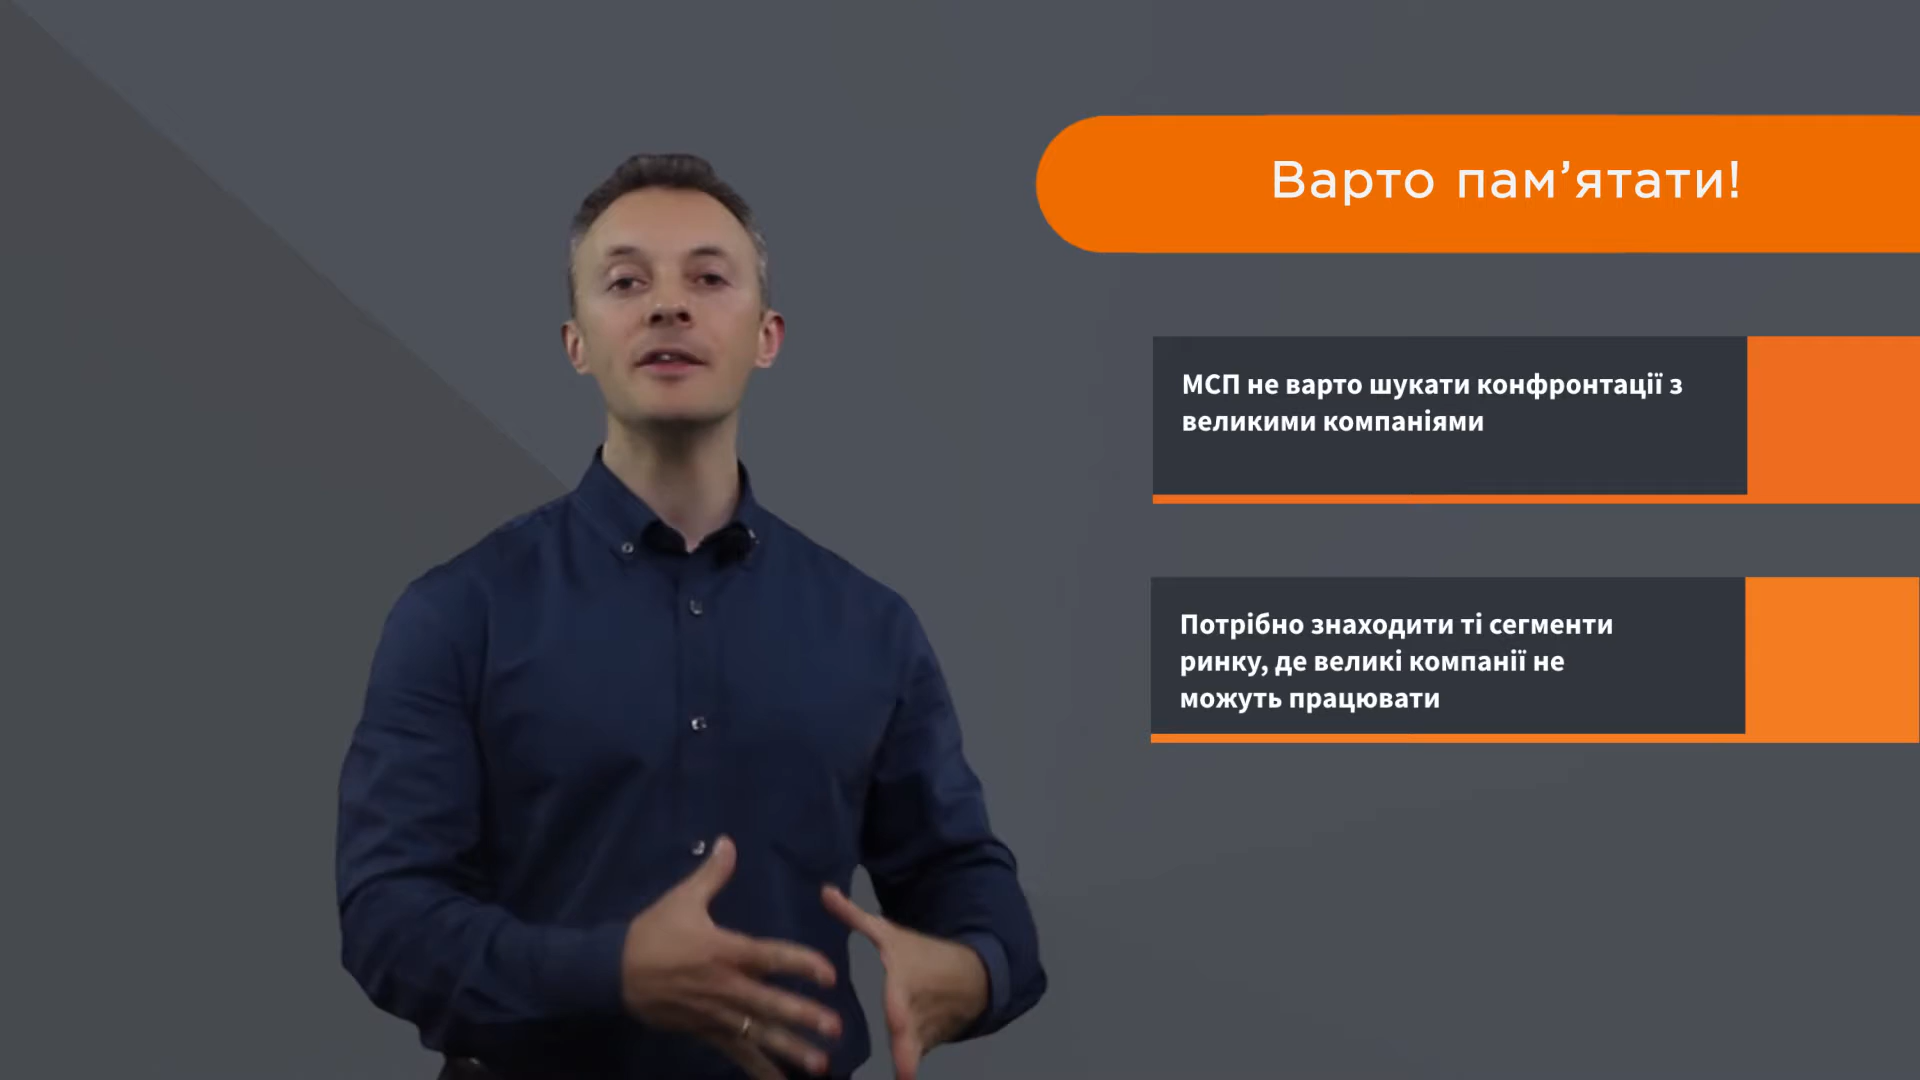 Варто пам’ятати!
МСП не варто шукати конфронтації з
великими компаніями
Потрібно знаходити ті сегменти
ринку, де великі компанії не
можуть працювати